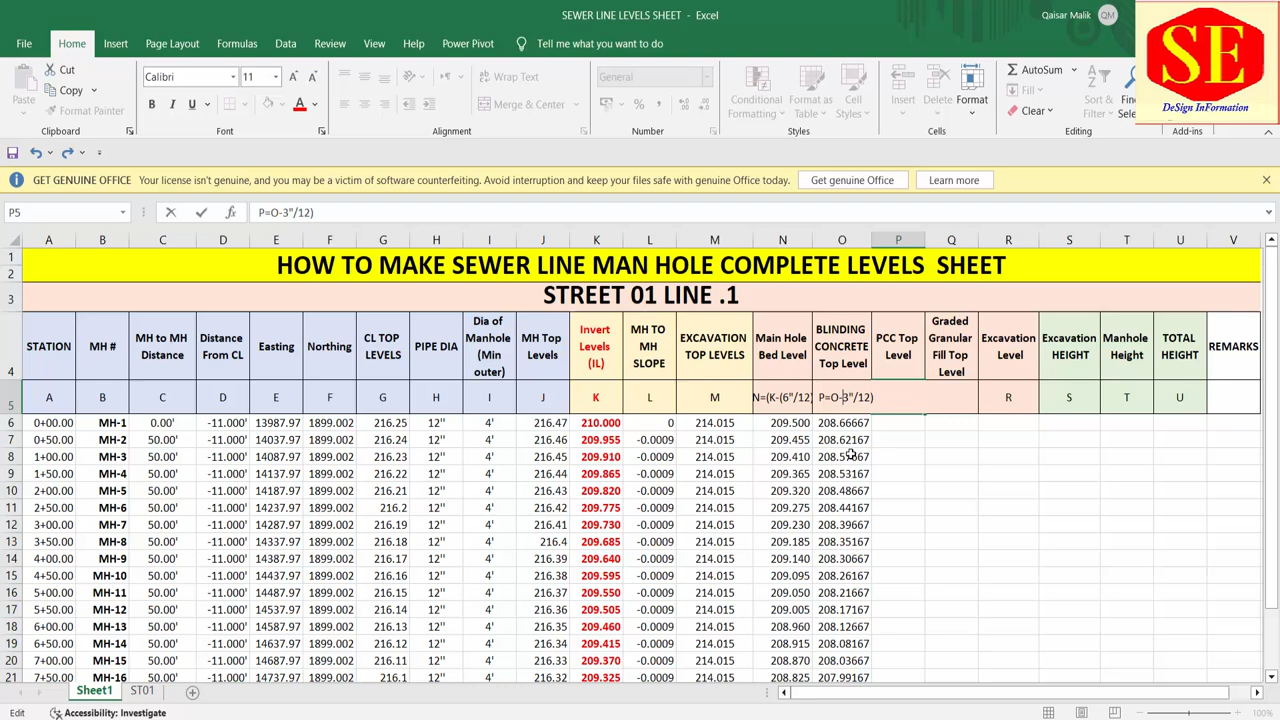 SEWER LINE LEVELS SHEET - Excel
Qaisar Malik QM
SE
DeSign InFormation
File Home Insert Page Layout Formulas Data Review View Help Power Pivot Tell me what you want to do
Cut
Copy
Format Painter
Paste
Clipboard
Calibri 11
B I U
Font
Wrap Text
Merge & Center
Alignment
General
Number
Conditional Formatting
Format as Table
Cell Styles
Styles
Insert Delete Format
Cells
AutoSum
Fill
Clear
Sort &
Editing
Add-ins
GET GENUINE OFFICE Your license isn't genuine, and you may be a victim of software counterfeiting. Avoid interruption and keep your files safe with genuine Office today. Get genuine Office Learn more
P5 fx P=O-3"/12)
A B C D E F G H I J K L M N O P Q R S T U V
1 HOW TO MAKE SEWER LINE MAN HOLE COMPLETE LEVELS SHEET
2
3 STREET 01 LINE .1
4 STATION MH # MH to MH Distance Distance From CL Easting Northing CL TOP LEVELS PIPE DIA Dia of Manhole (Min outer) MH Top Levels Invert Levels (IL) MH TO MH SLOPE EXCAVATION TOP LEVELS Main Hole Bed Level BLINDING CONCRETE Top Level PCC Top Level Graded Granular Fill Top Level Excavation Level Excavation HEIGHT Manhole Height TOTAL HEIGHT REMARKS
5 A B C D E F G H I J K L M N=(K-(6"/12) P=O-3"/12) R S T U
6 0+00.00 MH-1 0.00' -11.000' 13987.97 1899.002 216.25 12'' 4' 216.47 210.000 0 214.015 209.500 208.66667
7 0+50.00 MH-2 50.00' -11.000' 14037.97 1899.002 216.24 12'' 4' 216.46 209.955 -0.0009 214.015 209.455 208.62167
8 1+00.00 MH-3 50.00' -11.000' 14087.97 1899.002 216.23 12'' 4' 216.45 209.910 -0.0009 214.015 209.410
9 1+50.00 MH-4 50.00' -11.000' 14137.97 1899.002 216.22 12'' 4' 216.44 209.865 -0.0009 214.015 209.365 208.53167
10 2+00.00 MH-5 50.00' -11.000' 14187.97 1899.002 216.21 12'' 4' 216.43 209.820 -0.0009 214.015 209.320 208.48667
11 2+50.00 MH-6 50.00' -11.000' 14237.97 1899.002 216.2 12'' 4' 216.42 209.775 -0.0009 214.015 209.275 208.44167
12 3+00.00 MH-7 50.00' -11.000' 14287.97 1899.002 216.19 12'' 4' 216.41 209.730 -0.0009 214.015 209.230 208.39667
13 3+50.00 MH-8 50.00' -11.000' 14337.97 1899.002 216.18 12'' 4' 216.4 209.685 -0.0009 214.015 209.185 208.35167
14 4+00.00 MH-9 50.00' -11.000' 14387.97 1899.002 216.17 12'' 4' 216.39 209.640 -0.0009 214.015 209.140 208.30667
15 4+50.00 MH-10 50.00' -11.000' 14437.97 1899.002 216.16 12'' 4' 216.38 209.595 -0.0009 214.015 209.095 208.26167
16 5+00.00 MH-11 50.00' -11.000' 14487.97 1899.002 216.15 12'' 4' 216.37 209.550 -0.0009 214.015 209.050 208.21667
17 5+50.00 MH-12 50.00' -11.000' 14537.97 1899.002 216.14 12'' 4' 216.36 209.505 -0.0009 214.015 209.005 208.17167
18 6+00.00 MH-13 50.00' -11.000' 14587.97 1899.002 216.13 12'' 4' 216.35 209.460 -0.0009 214.015 208.960 208.12667
19 6+50.00 MH-14 50.00' -11.000' 14637.97 1899.002 216.12 12'' 4' 216.34 209.415 -0.0009 214.015 208.915 208.08167
20 7+00.00 MH-15 50.00' -11.000' 14687.97 1899.002 216.11 12'' 4' 216.33 209.370 -0.0009 214.015 208.870 208.03667
21 7+50.00 MH-16 50.00' -11.000' 14737.97 1899.002 216.1 12'' 4' 216.32 209.325 -0.0009 214.015 208.825 207.99167
Sheet1 ST01
Edit Accessibility: Investigate 100%